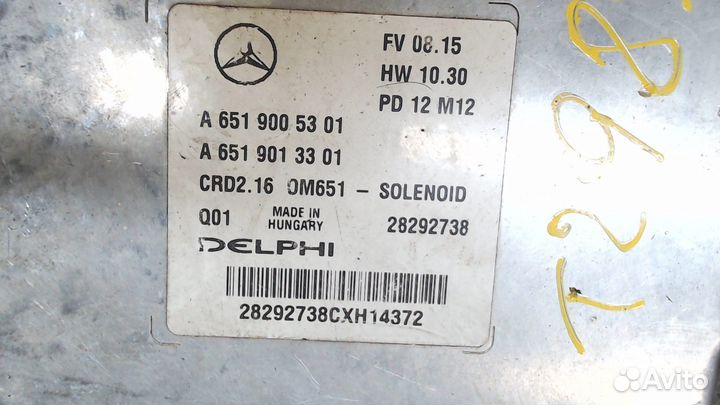 FV 08.15
HW 10.30
PD 12 M12
A 651 900 53 01
A 651 901 33 01
CRD2.16 OM651 - SOLENOID
Q01 MADE IN HUNGARY 28292738
DELPHI
28292738CXH14372
T298
Avito